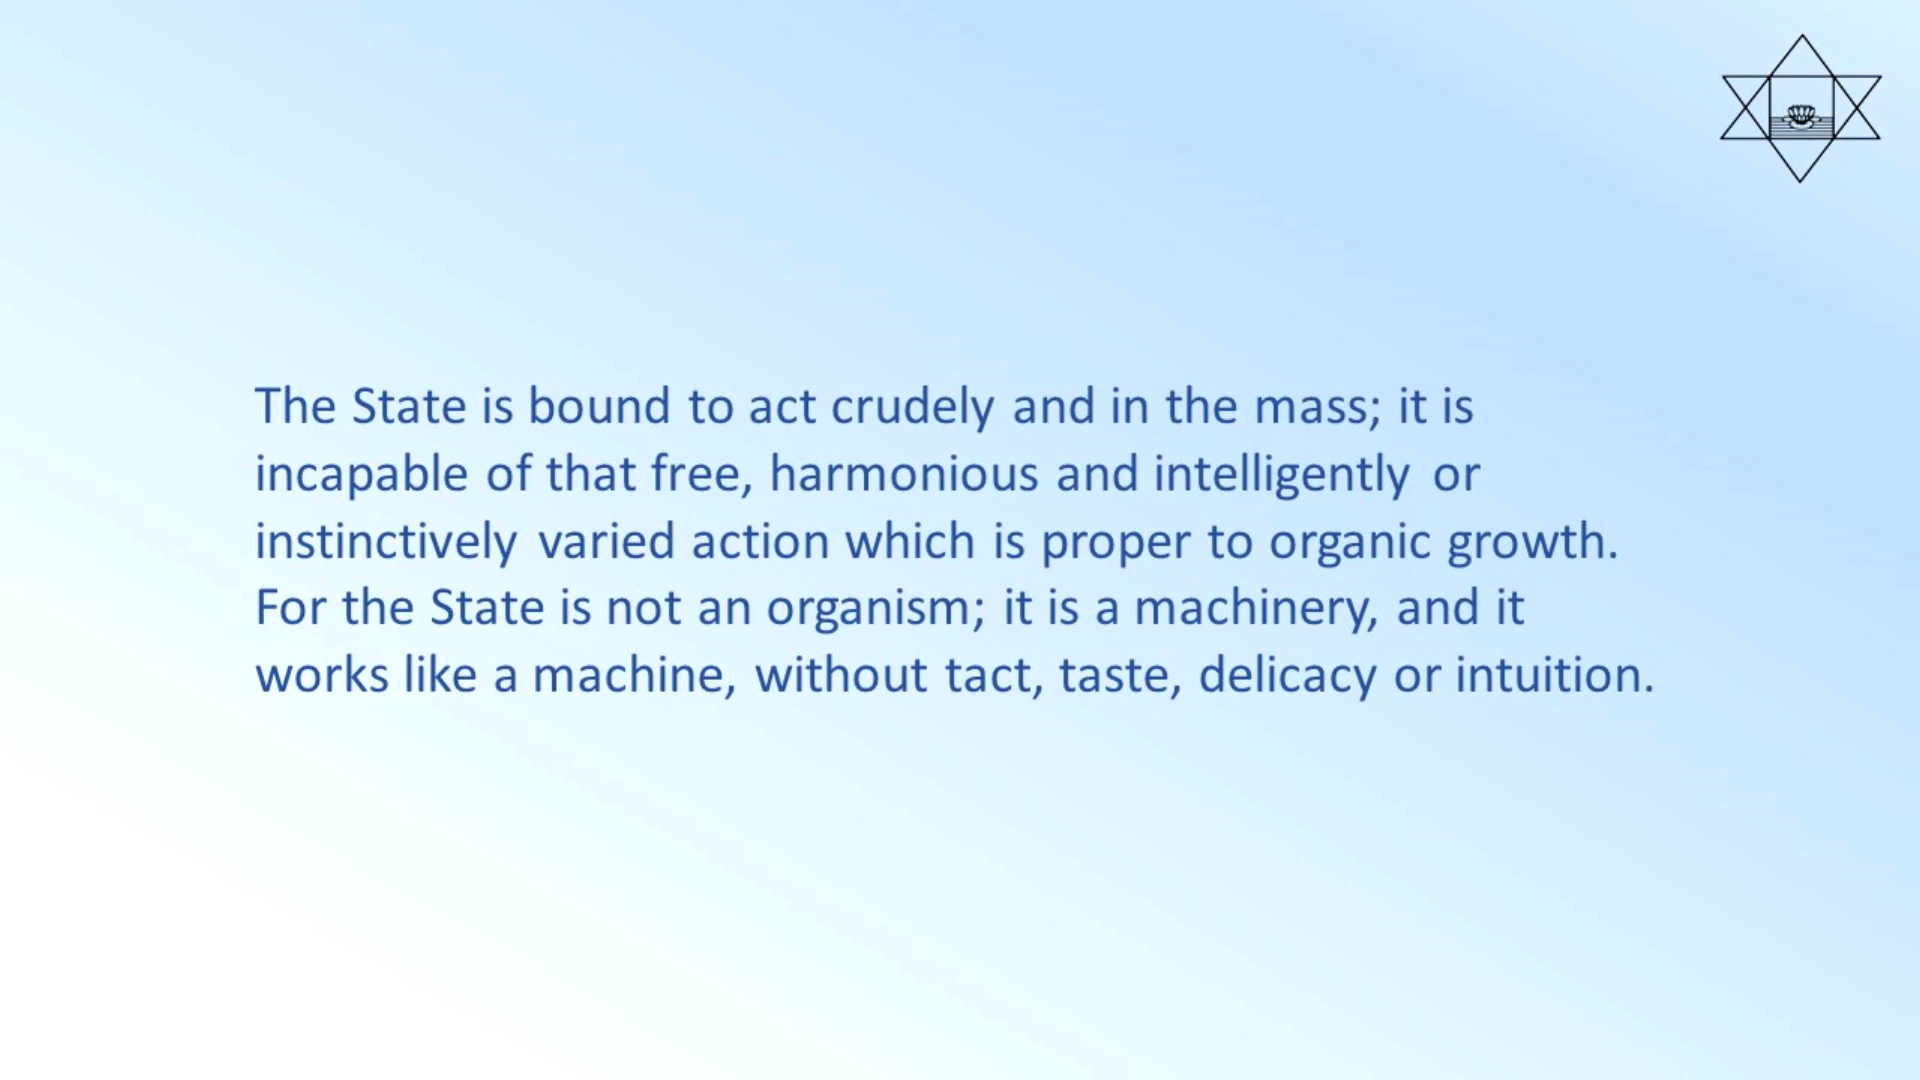 The State is bound to act crudely and in the mass; it is
incapable of that free, harmonious and intelligently or
instinctively varied action which is proper to organic growth.
For the State is not an organism; it is a machinery, and it
works like a machine, without tact, taste, delicacy or intuition.